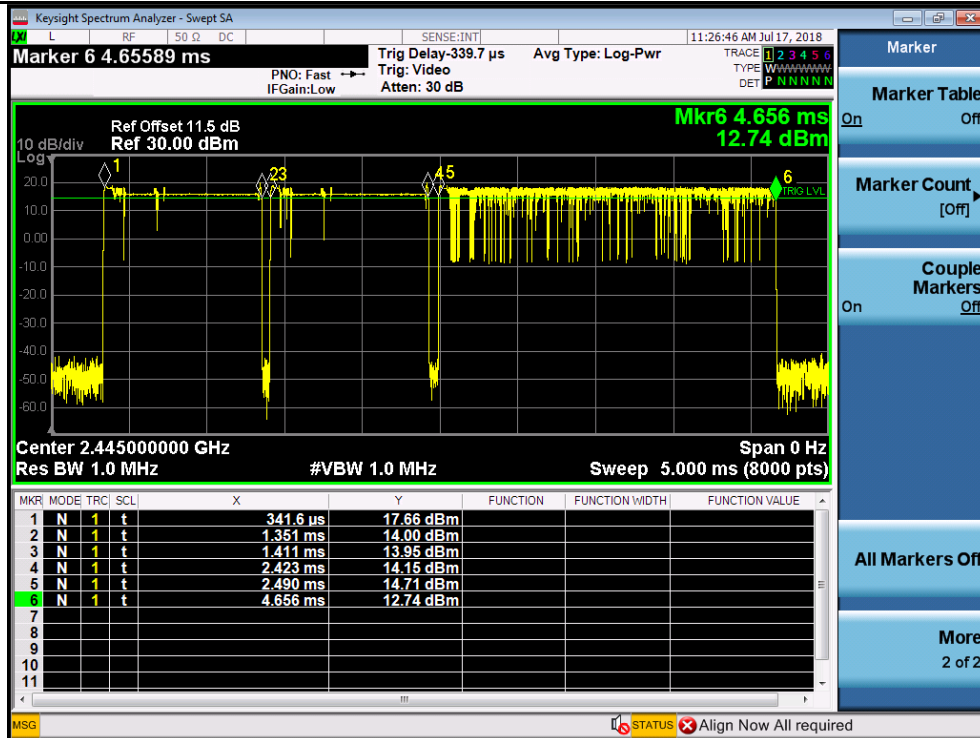 Keysight Spectrum Analyzer - Swept SA
LXI L RF 50 Ω DC SENSE:INT 11:26:46 AM Jul 17, 2018
Marker 6 4.65589 ms
PNO: Fast
IFGain:Low
Trig Delay-339.7 µs
Trig: Video
Atten: 30 dB
Avg Type: Log-Pwr
TRACE 1 2 3 4 5 6
TYPE WWWWWW
DET P N N N N N
Mkr6 4.656 ms
12.74 dBm
Ref Offset 11.5 dB
10 dB/div Ref 30.00 dBm
Log
1
2 3
4 5
6
TRIG LVL
20.0
10.0
0.00
-10.0
-20.0
-30.0
-40.0
-50.0
-60.0
Center 2.445000000 GHz Span 0 Hz
Res BW 1.0 MHz #VBW 1.0 MHz Sweep 5.000 ms (8000 pts)
MKR MODE TRC SCL X Y FUNCTION FUNCTION WIDTH FUNCTION VALUE
1 N 1 t 341.6 µs 17.66 dBm
2 N 1 t 1.351 ms 14.00 dBm
3 N 1 t 1.411 ms 13.95 dBm
4 N 1 t 2.423 ms 14.15 dBm
5 N 1 t 2.490 ms 14.71 dBm
6 N 1 t 4.656 ms 12.74 dBm
7
8
9
10
11
MSG STATUS Align Now All required
Marker
Marker Table
On Off
Marker Count
[Off]
Couple
Markers
On Off
All Markers Off
More
2 of 2